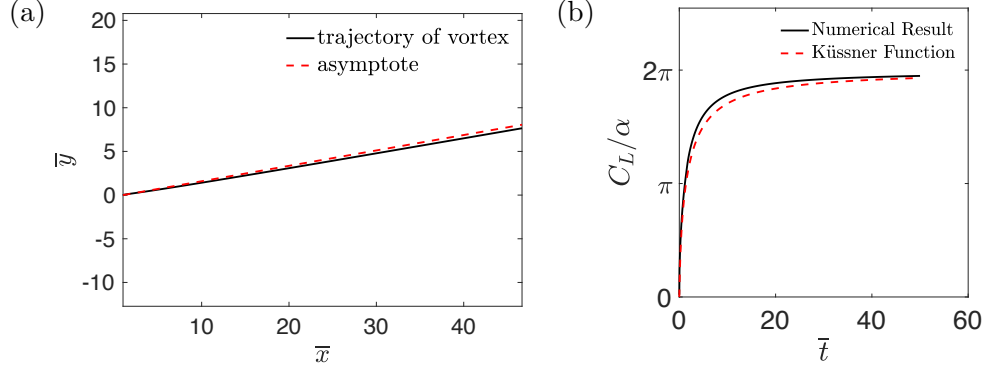 (a)
20
15
10
5
0
-5
-10
y̅
10
20
30
40
x̅
trajectory of vortex
asymptote
(b)
2π
π
0
C_L/α
0
20
40
60
t̅
Numerical Result
Küssner Function